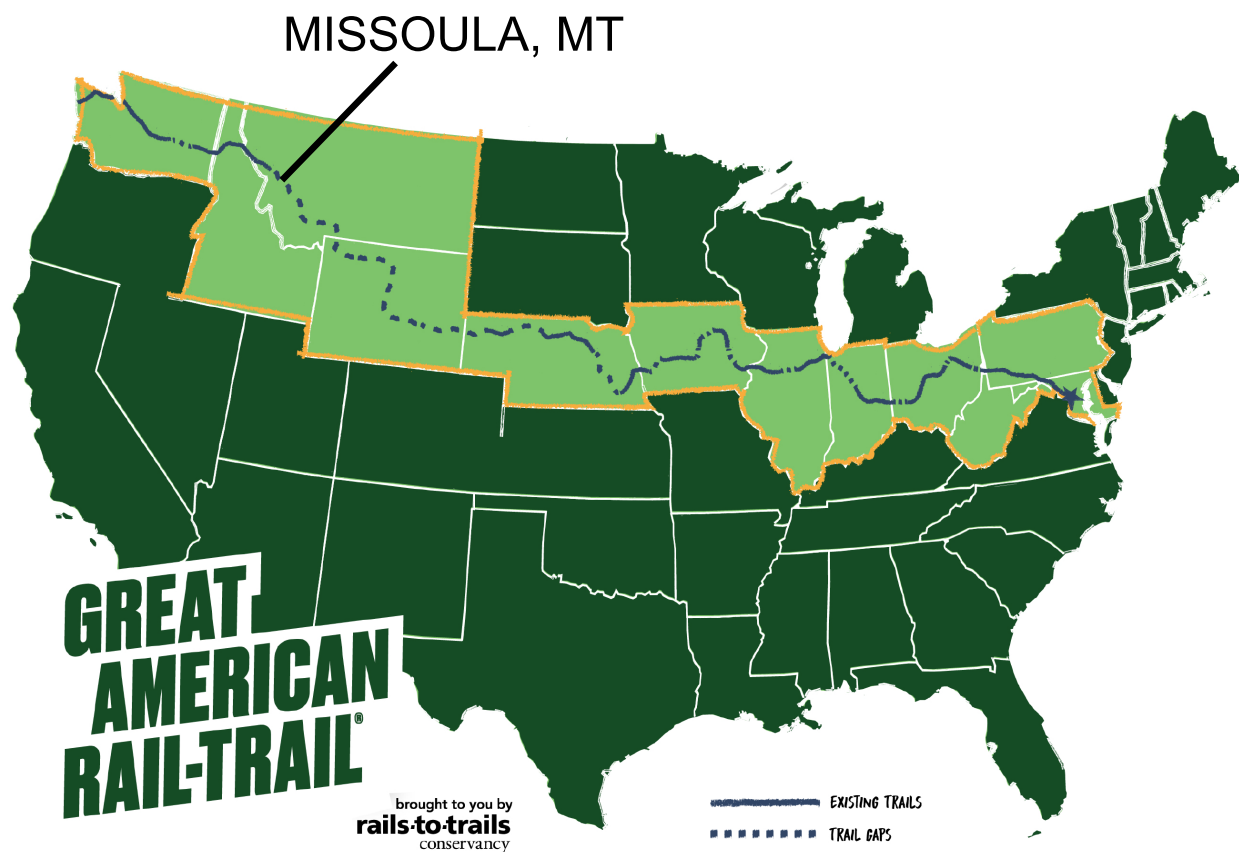 MISSOULA, MT
GREAT
AMERICAN
RAIL-TRAIL®
brought to you by
rails·to·trails
conservancy
EXISTING TRAILS
TRAIL GAPS